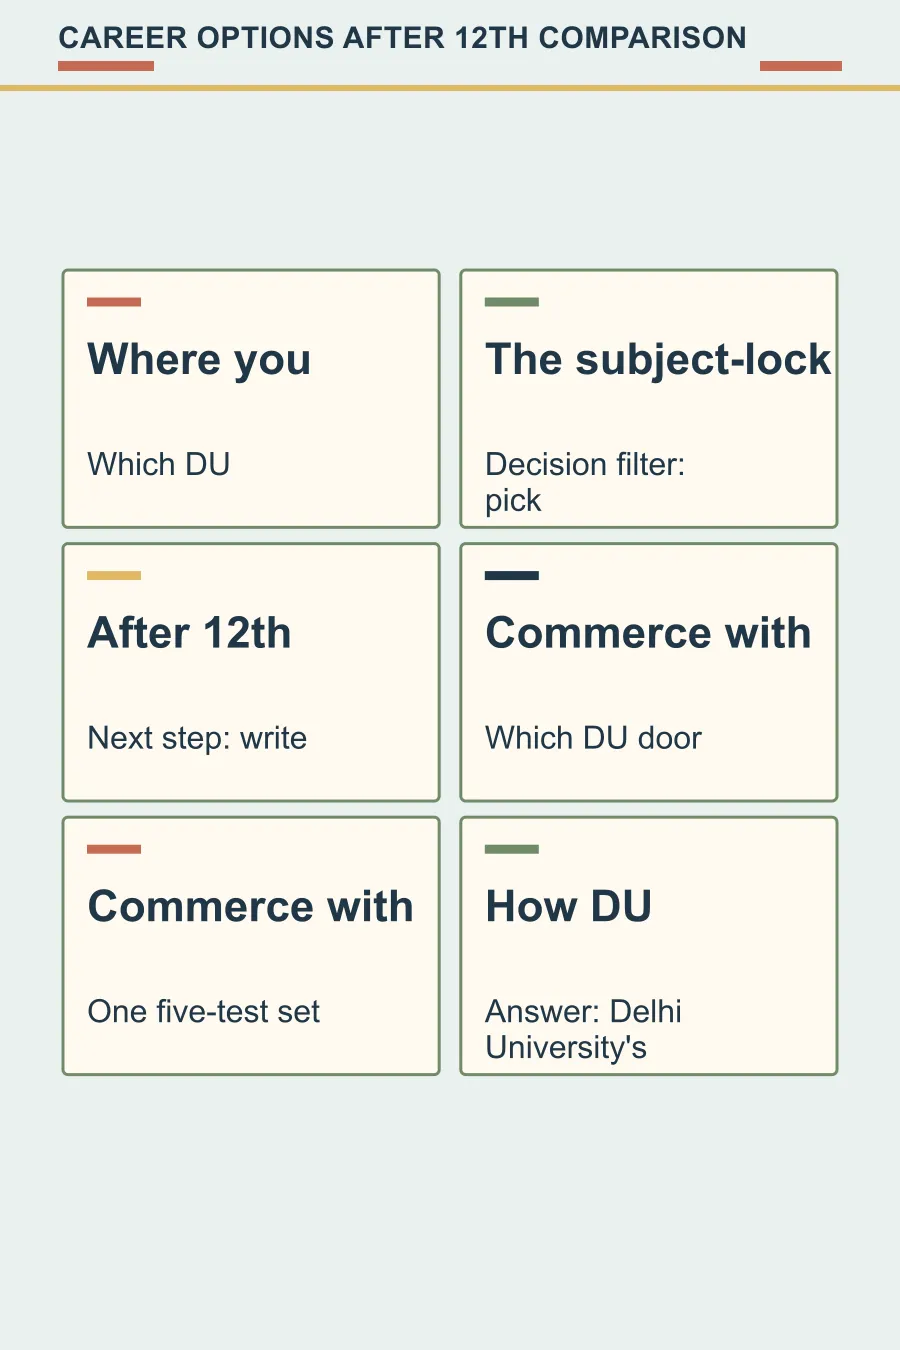 CAREER OPTIONS AFTER 12TH COMPARISON
Where you
Which DU
The subject-lock
Decision filter:
pick
After 12th
Next step: write
Commerce with
Which DU door
Commerce with
One five-test set
How DU
Answer: Delhi
University's